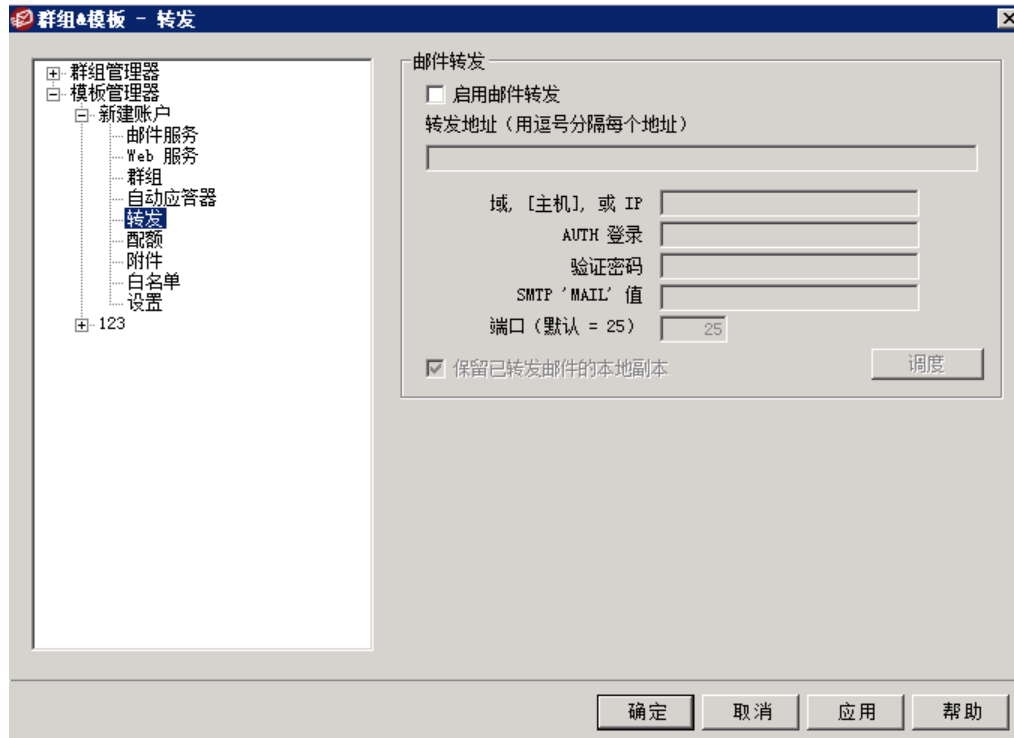 群组&模板 - 转发
群组管理器
模板管理器
新建账户
邮件服务
Web 服务
群组
自动应答器
转发
配额
附件
白名单
设置
123
邮件转发
启用邮件转发
转发地址（用逗号分隔每个地址）
域, [主机], 或 IP
AUTH 登录
验证密码
SMTP 'MAIL' 值
端口（默认 = 25） 25
保留已转发邮件的本地副本 调度
确定 取消 应用 帮助